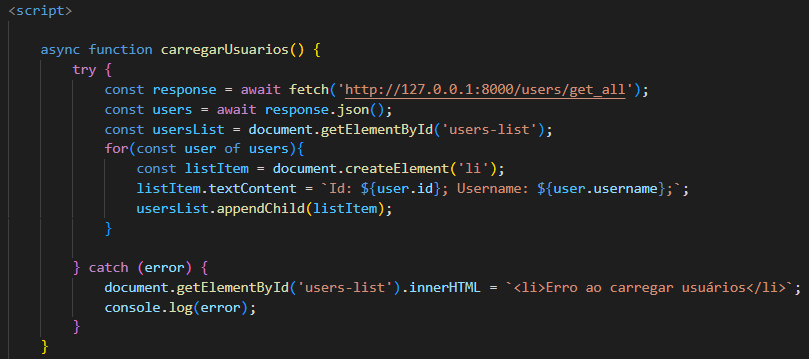 <script>
async function carregarUsuarios() {
try {
const response = await fetch('http://127.0.0.1:8000/users/get_all');
const users = await response.json();
const usersList = document.getElementById('users-list');
for(const user of users){
const listItem = document.createElement('li');
listItem.textContent = `Id: ${user.id}; Username: ${user.username};`;
usersList.appendChild(listItem);
}
} catch (error) {
document.getElementById('users-list').innerHTML = `<li>Erro ao carregar usuários</li>`;
console.log(error);
}
}